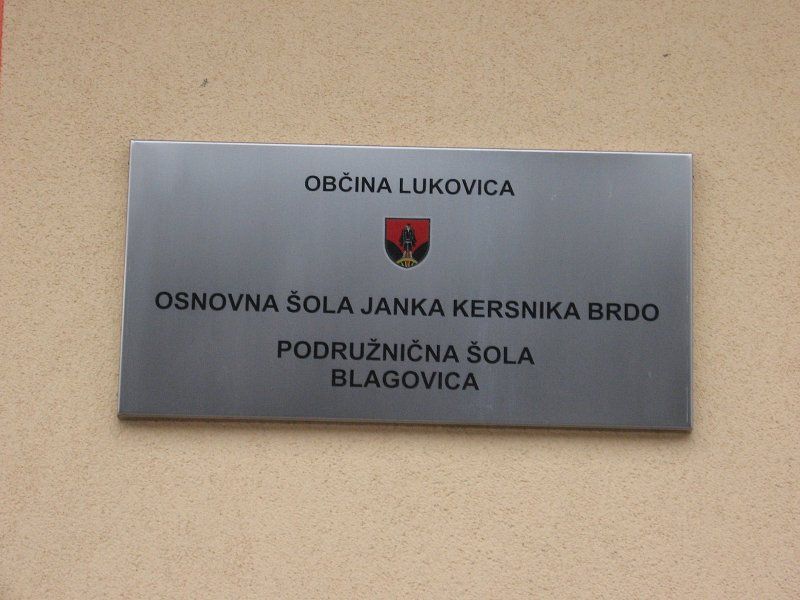 OBČINA LUKOVICA
OSNOVNA ŠOLA JANKA KERSNIKA BRDO
PODRUŽNIČNA ŠOLA
BLAGOVICA